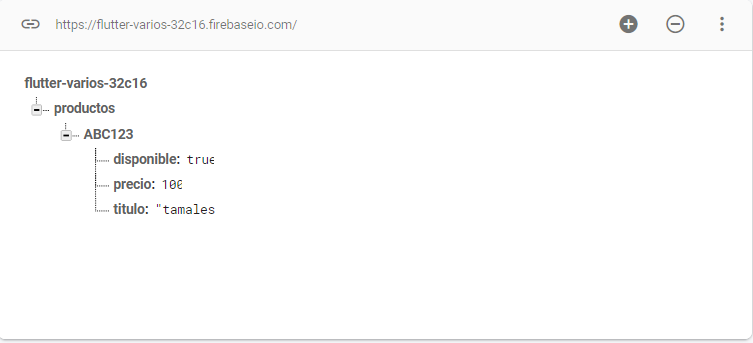 https://flutter-varios-32c16.firebaseio.com/
flutter-varios-32c16
productos
ABC123
disponible: true
precio: 100
titulo: "tamales